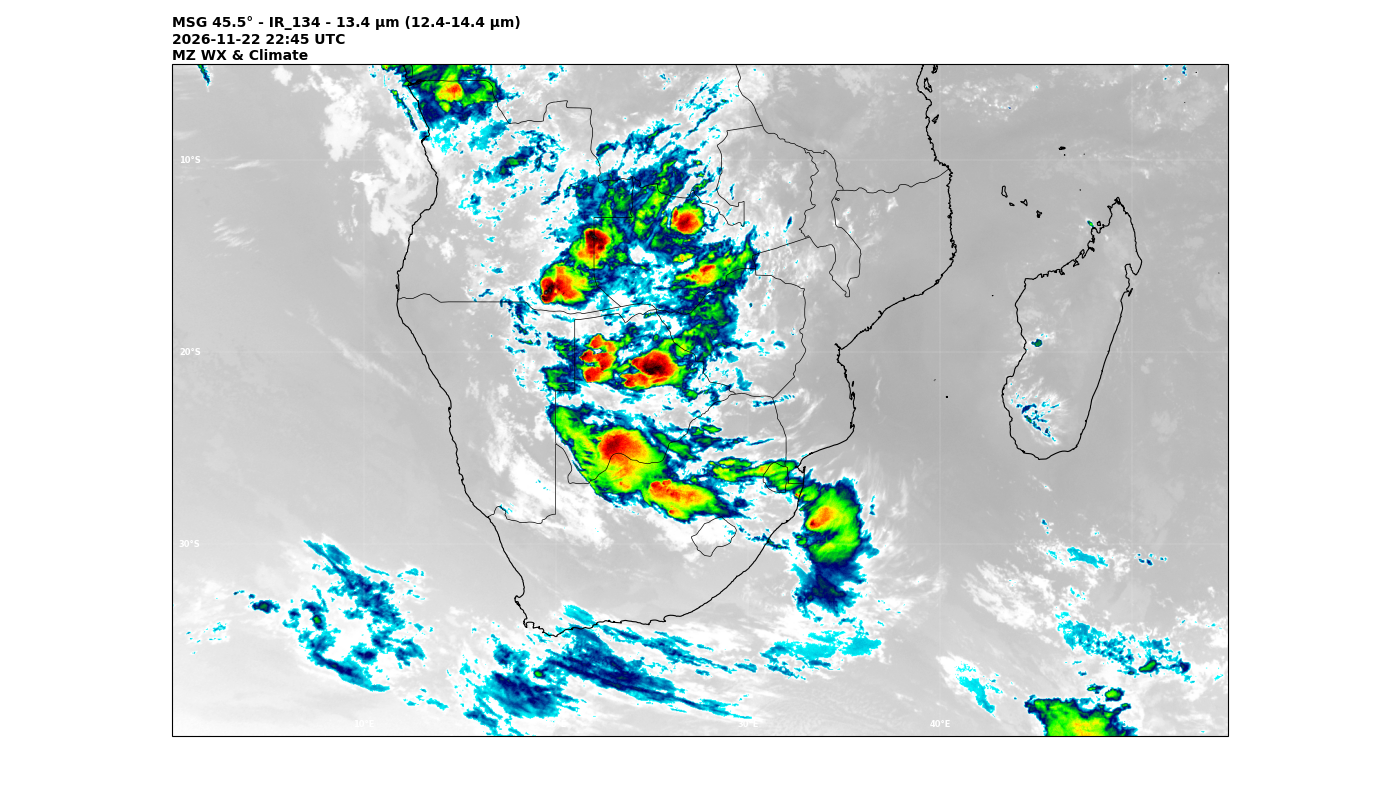 MSG 45.5° - IR_134 - 13.4 µm (12.4-14.4 µm)
2026-11-22 22:45 UTC
MZ WX & Climate
10°S
20°S
30°S
10°E
30°E
40°E